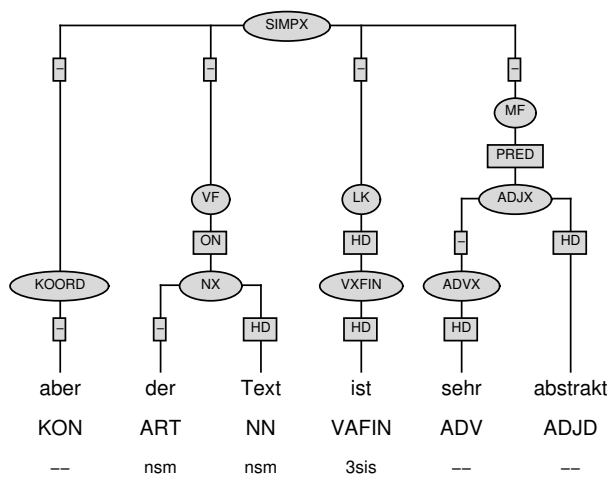 SIMPX
– – – –
MF
PRED
VF LK ADJX
ON HD – HD
KOORD NX VXFIN ADVX
– – HD HD HD
aber der Text ist sehr abstrakt
KON ART NN VAFIN ADV ADJD
–– nsm nsm 3sis –– ––